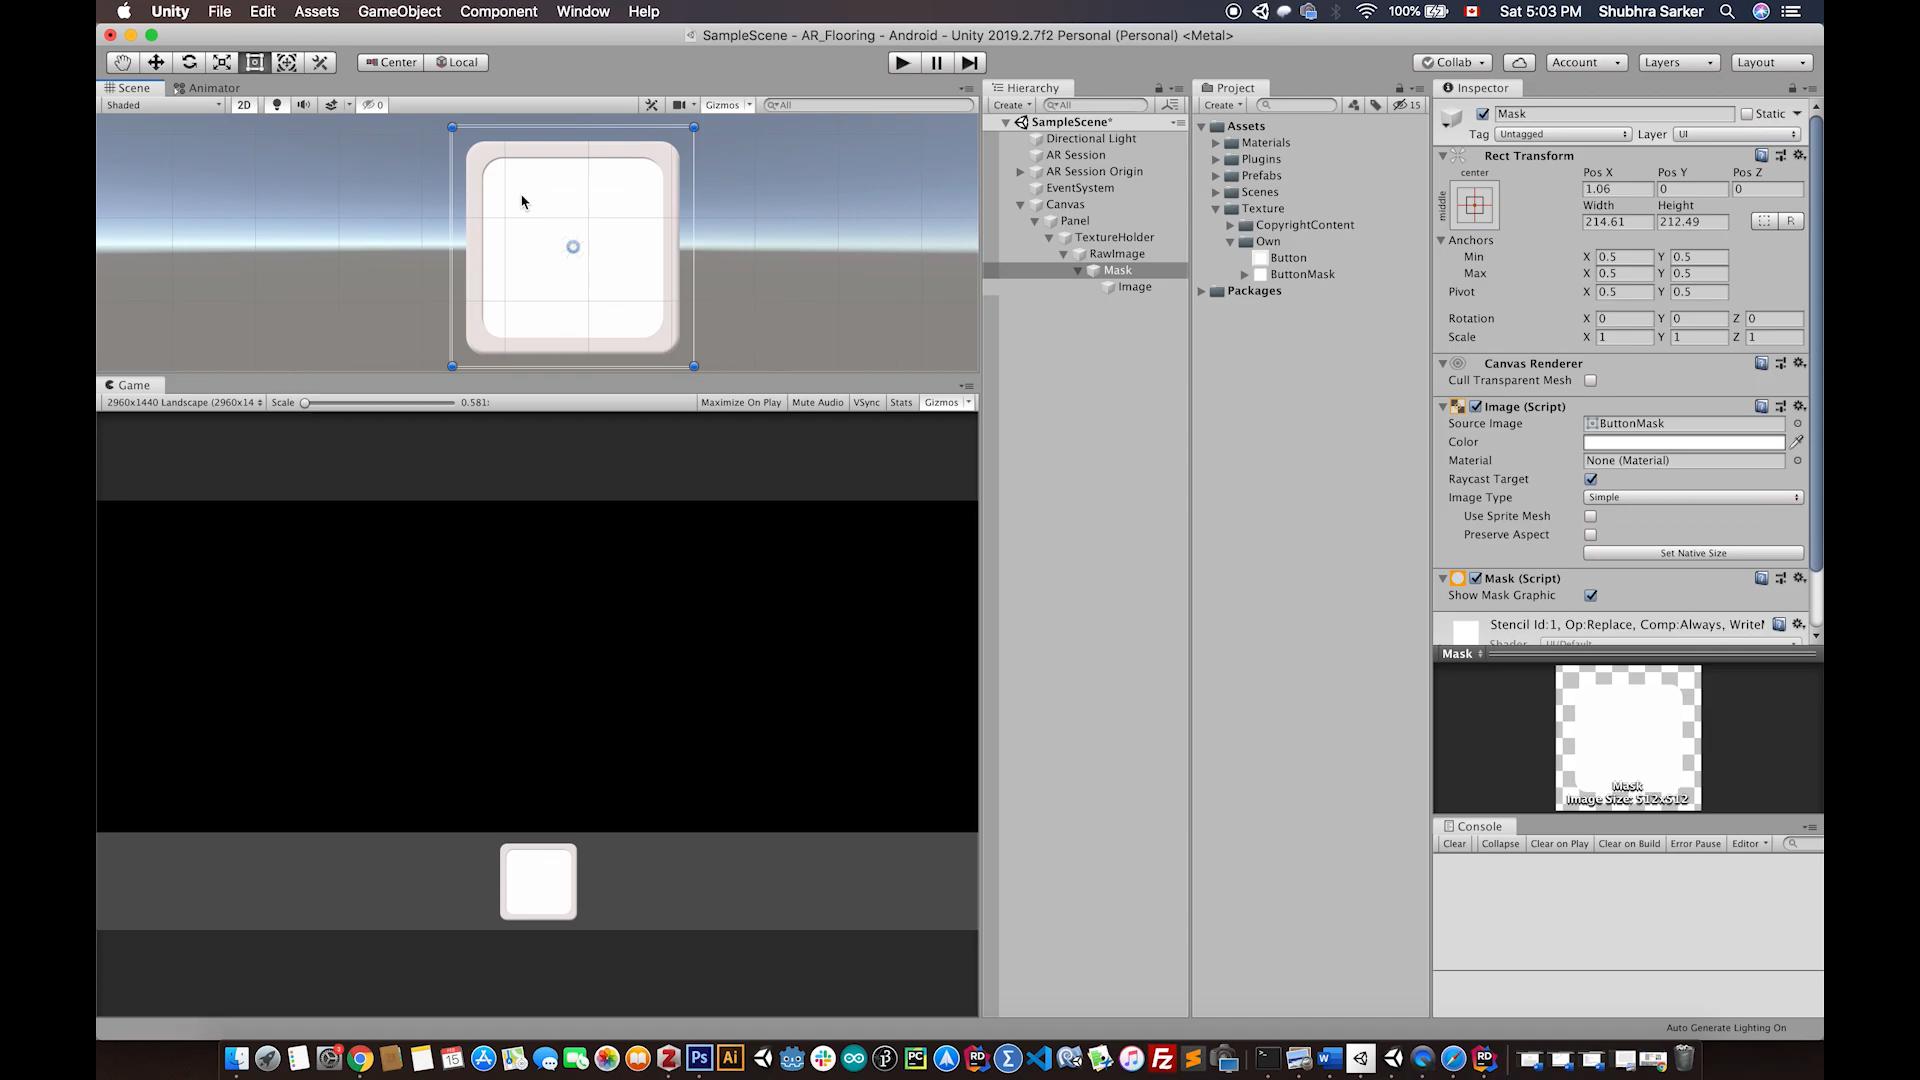 Unity File Edit Assets GameObject Component Window Help
100% Sat 5:03 PM Shubhra Sarker
SampleScene - AR_Flooring - Android - Unity 2019.2.7f2 Personal (Personal) <Metal>
Center Local
Collab Account Layers Layout
Scene Animator
Shaded 2D 0 Gizmos All
Hierarchy
Create All
SampleScene*
Directional Light
AR Session
AR Session Origin
EventSystem
Canvas
Panel
TextureHolder
RawImage
Mask
Image
Project
Create 15
Assets
Materials
Plugins
Prefabs
Scenes
Texture
CopyrightContent
Own
Button
ButtonMask
Packages
Inspector
Mask Static
Tag Untagged Layer UI
Rect Transform
center Pos X Pos Y Pos Z
middle 1.06 0 0
Width Height
214.61 212.49 R
Anchors
Min X 0.5 Y 0.5
Max X 0.5 Y 0.5
Pivot X 0.5 Y 0.5
Rotation X 0 Y 0 Z 0
Scale X 1 Y 1 Z 1
Canvas Renderer
Cull Transparent Mesh
Image (Script)
Source Image ButtonMask
Color
Material None (Material)
Raycast Target
Image Type Simple
Use Sprite Mesh
Preserve Aspect
Set Native Size
Mask (Script)
Show Mask Graphic
Stencil Id:1, Op:Replace, Comp:Always, WriteM
Shader UI/Default
Mask
Mask
Image Size: 512x512
Game
2960x1440 Landscape (2960x14 Scale 0.581: Maximize On Play Mute Audio VSync Stats Gizmos
Console
Clear Collapse Clear on Play Clear on Build Error Pause Editor
Auto Generate Lighting On